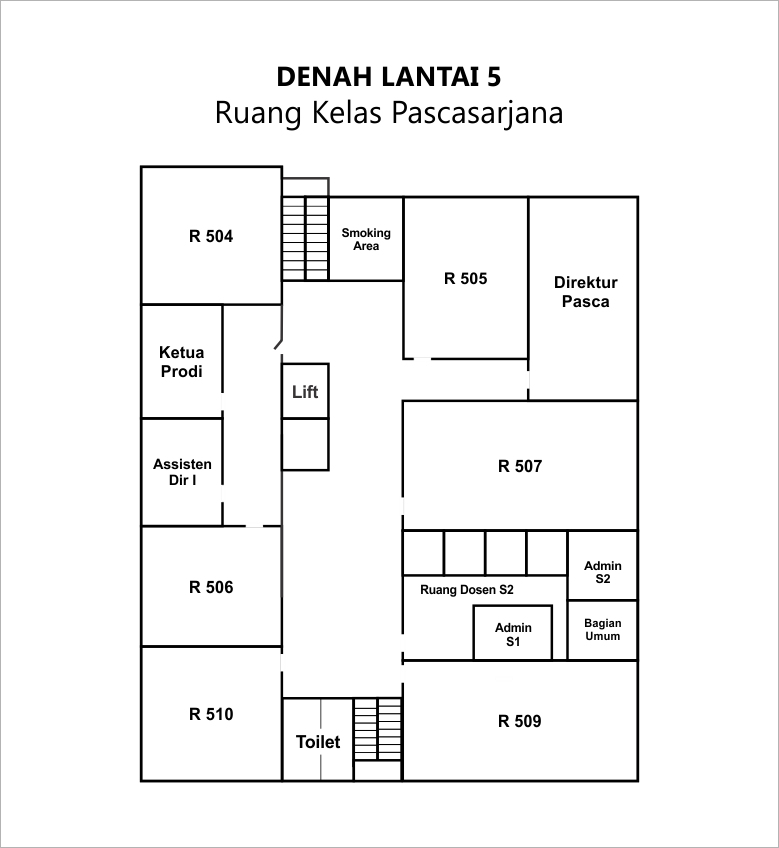 DENAH LANTAI 5
Ruang Kelas Pascasarjana
R 504
Smoking
Area
R 505
Direktur
Pasca
Ketua
Prodi
Lift
Assisten
Dir I
R 507
R 506
Ruang Dosen S2
Admin
S2
Admin
S1
Bagian
Umum
R 510
Toilet
R 509